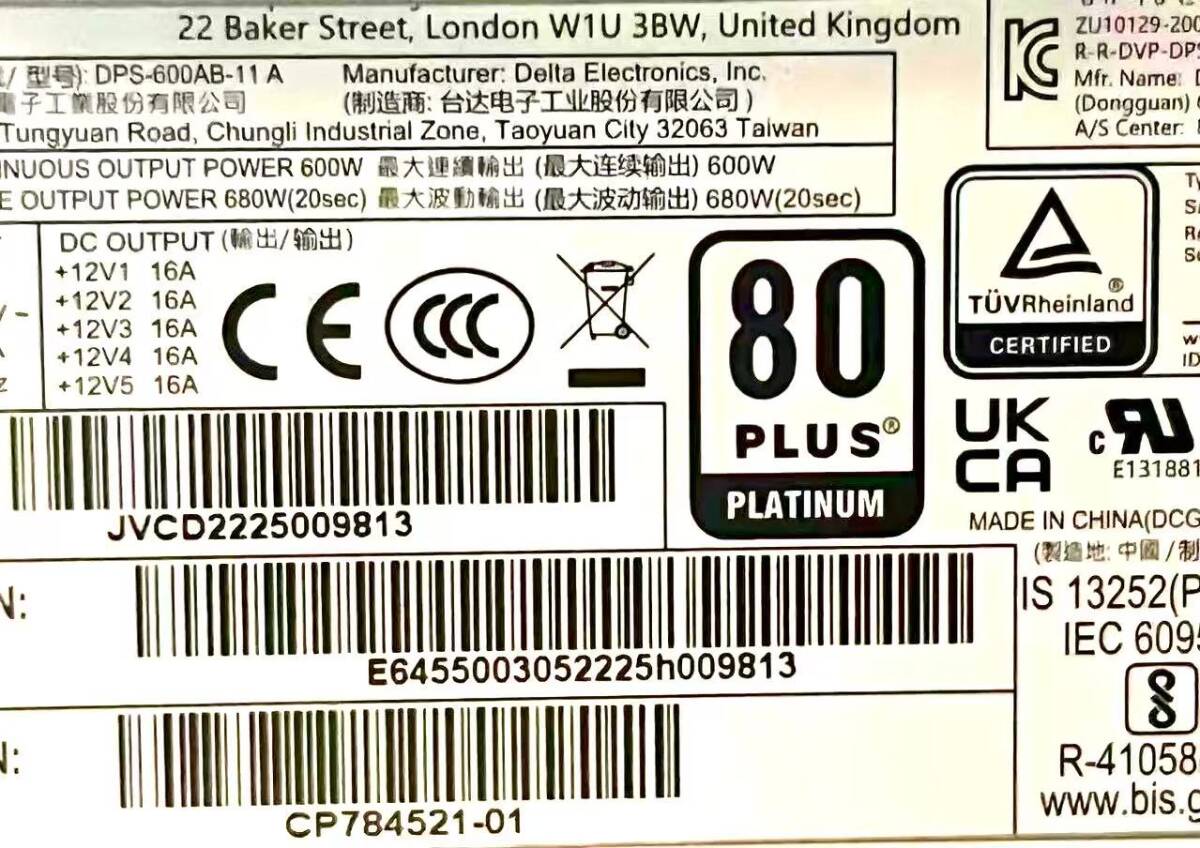 22 Baker Street, London W1U 3BW, United Kingdom
型号): DPS-600AB-11 A
Manufacturer: Delta Electronics, Inc.
電子工業股份有限公司
(制造商: 台达电子工业股份有限公司 )
Tungyuan Road, Chungli Industrial Zone, Taoyuan City 32063 Taiwan
NUOUS OUTPUT POWER 600W 最大連續輸出 (最大连续输出) 600W
E OUTPUT POWER 680W(20sec) 最大波動輸出 (最大波动输出) 680W(20sec)
DC OUTPUT (輸出/输出)
+12V1 16A
+12V2 16A
+12V3 16A
+12V4 16A
+12V5 16A
CE
CCC
80
PLUS®
PLATINUM
ZU10129-200
R-R-DVP-DPS
Mfr. Name:
(Dongguan)
A/S Center:
®
TÜVRheinland
CERTIFIED
UK
CA
E131881
MADE IN CHINA(DCG
(製造地: 中國/制
JVCD2225009813
N:
E6455003052225h009813
N:
CP784521-01
IS 13252(P
IEC 6095
R-41058
www.bis.g